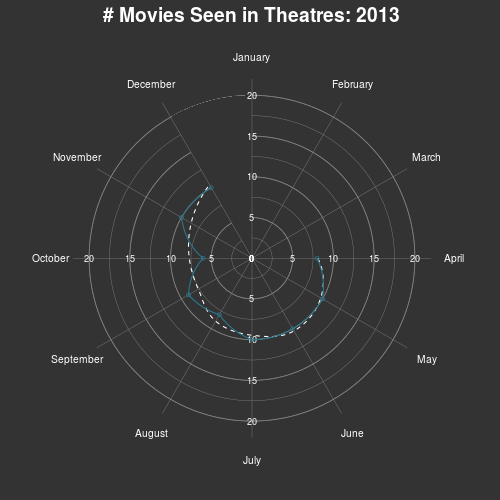 # Movies Seen in Theatres: 2013
January
December
February
20
15
November
March
10
5
October
20
15
10
5
0
5
10
15
20
April
5
10
September
May
15
20
August
June
July